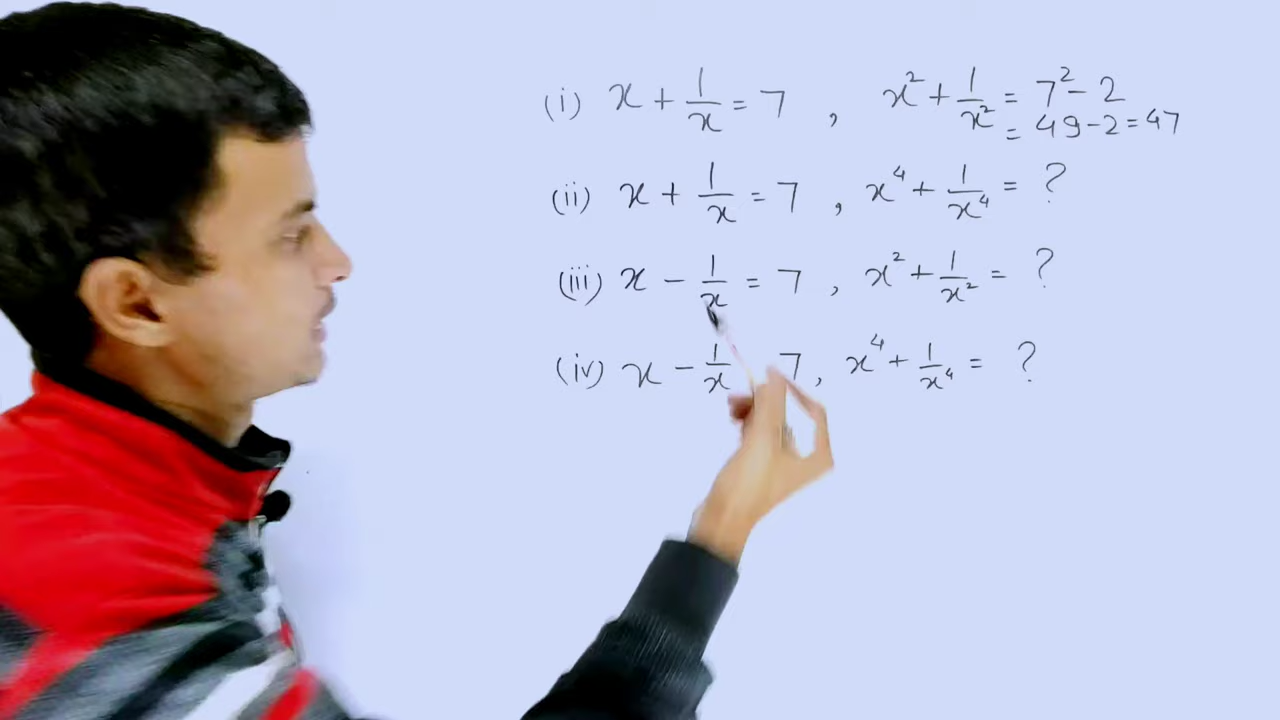 (i) x + 1/x = 7 , x² + 1/x² = 7² - 2
= 49 - 2 = 47
(ii) x + 1/x = 7 , x⁴ + 1/x⁴ = ?
(iii) x - 1/x = 7 , x² + 1/x² = ?
(iv) x - 1/x 7 , x⁴ + 1/x⁴ = ?